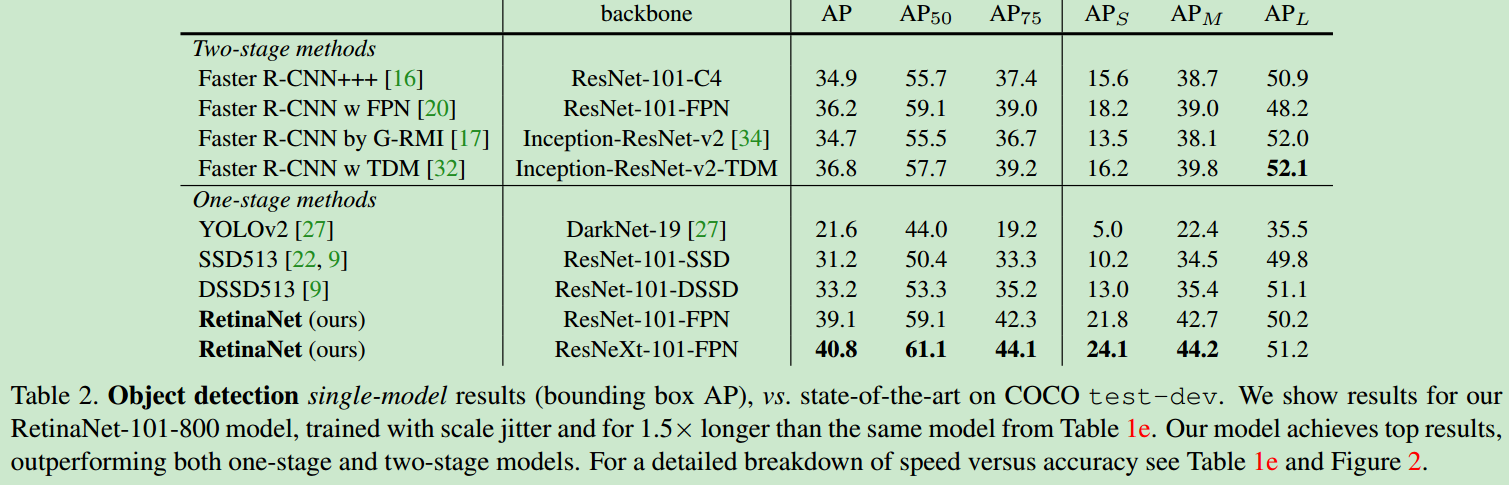 backbone AP AP50 AP75 APS APM APL
Two-stage methods
Faster R-CNN+++ [16] ResNet-101-C4 34.9 55.7 37.4 15.6 38.7 50.9
Faster R-CNN w FPN [20] ResNet-101-FPN 36.2 59.1 39.0 18.2 39.0 48.2
Faster R-CNN by G-RMI [17] Inception-ResNet-v2 [34] 34.7 55.5 36.7 13.5 38.1 52.0
Faster R-CNN w TDM [32] Inception-ResNet-v2-TDM 36.8 57.7 39.2 16.2 39.8 52.1
One-stage methods
YOLOv2 [27] DarkNet-19 [27] 21.6 44.0 19.2 5.0 22.4 35.5
SSD513 [22, 9] ResNet-101-SSD 31.2 50.4 33.3 10.2 34.5 49.8
DSSD513 [9] ResNet-101-DSSD 33.2 53.3 35.2 13.0 35.4 51.1
RetinaNet (ours) ResNet-101-FPN 39.1 59.1 42.3 21.8 42.7 50.2
RetinaNet (ours) ResNeXt-101-FPN 40.8 61.1 44.1 24.1 44.2 51.2
Table 2. Object detection single-model results (bounding box AP), vs. state-of-the-art on COCO test-dev. We show results for our
RetinaNet-101-800 model, trained with scale jitter and for 1.5× longer than the same model from Table 1e. Our model achieves top results,
outperforming both one-stage and two-stage models. For a detailed breakdown of speed versus accuracy see Table 1e and Figure 2.